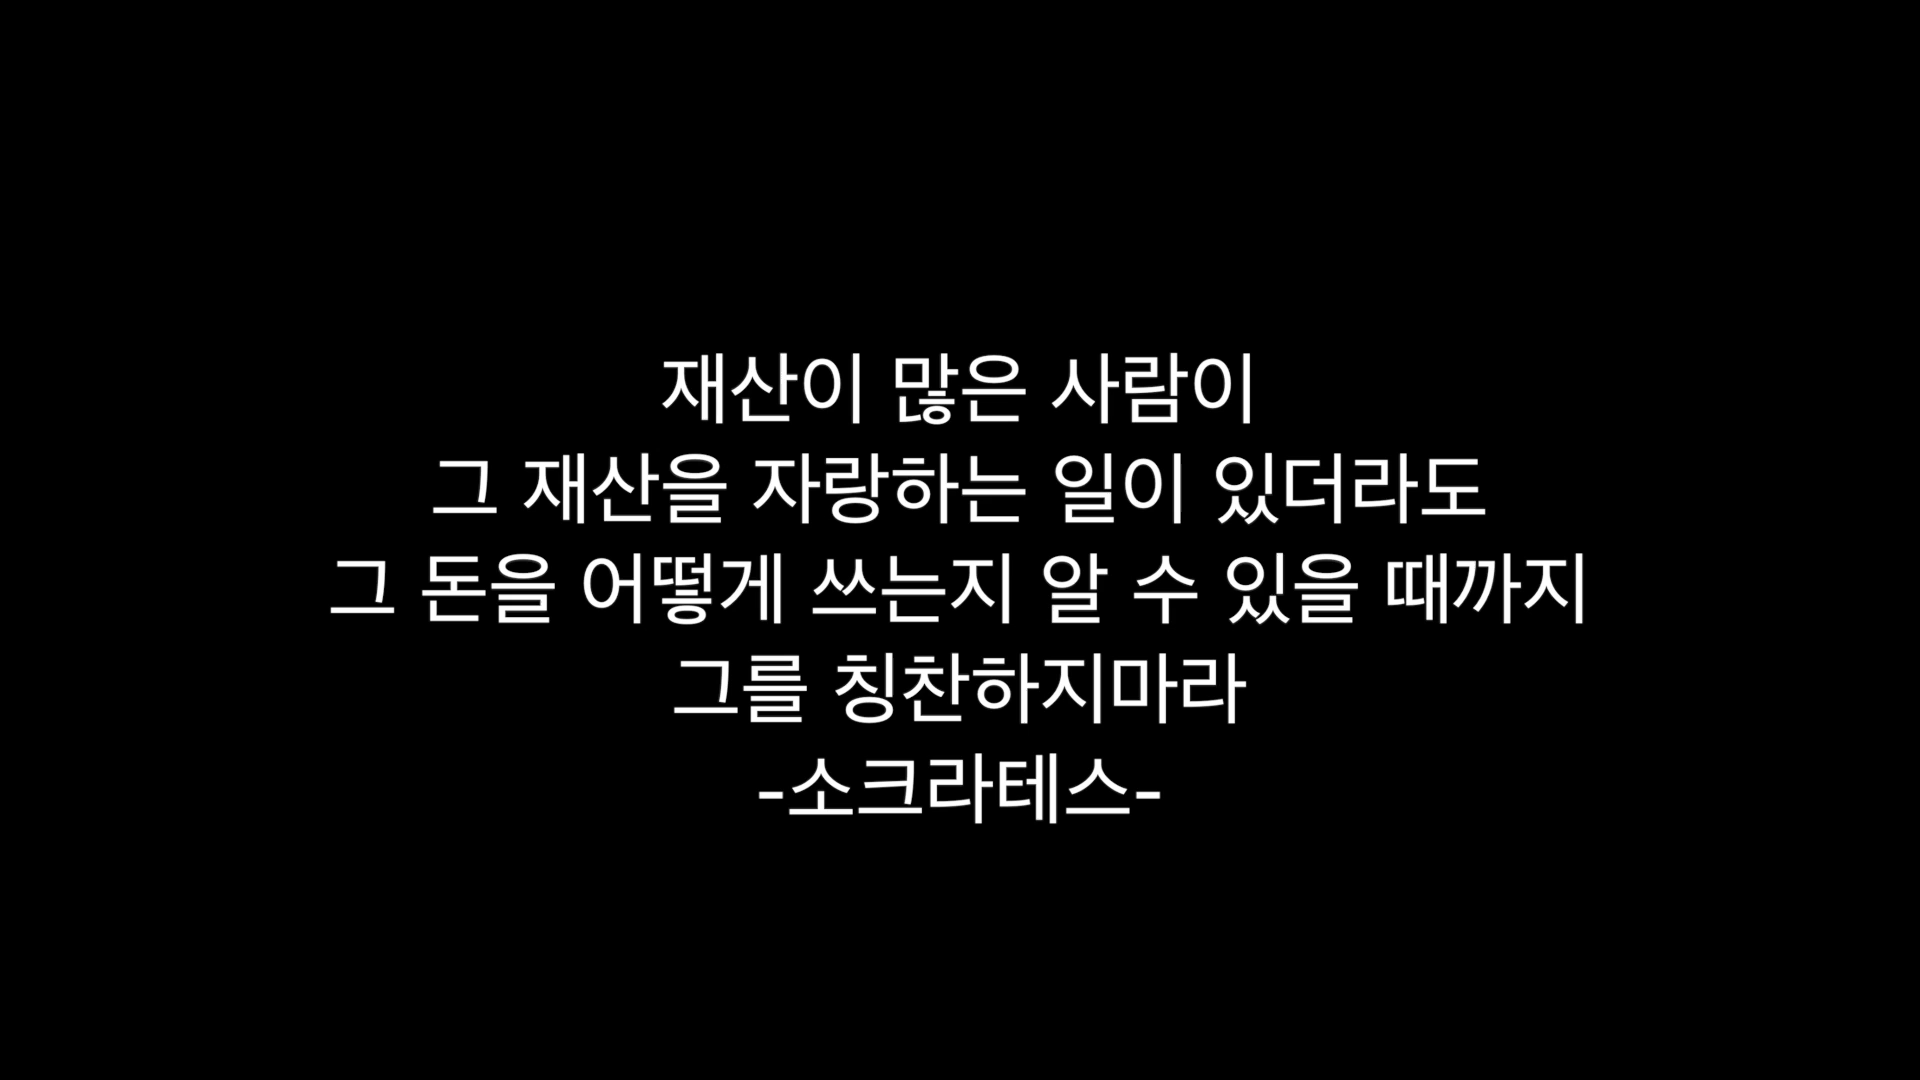 재산이 많은 사람이
그 재산을 자랑하는 일이 있더라도
그 돈을 어떻게 쓰는지 알 수 있을 때까지
그를 칭찬하지마라
-소크라테스-